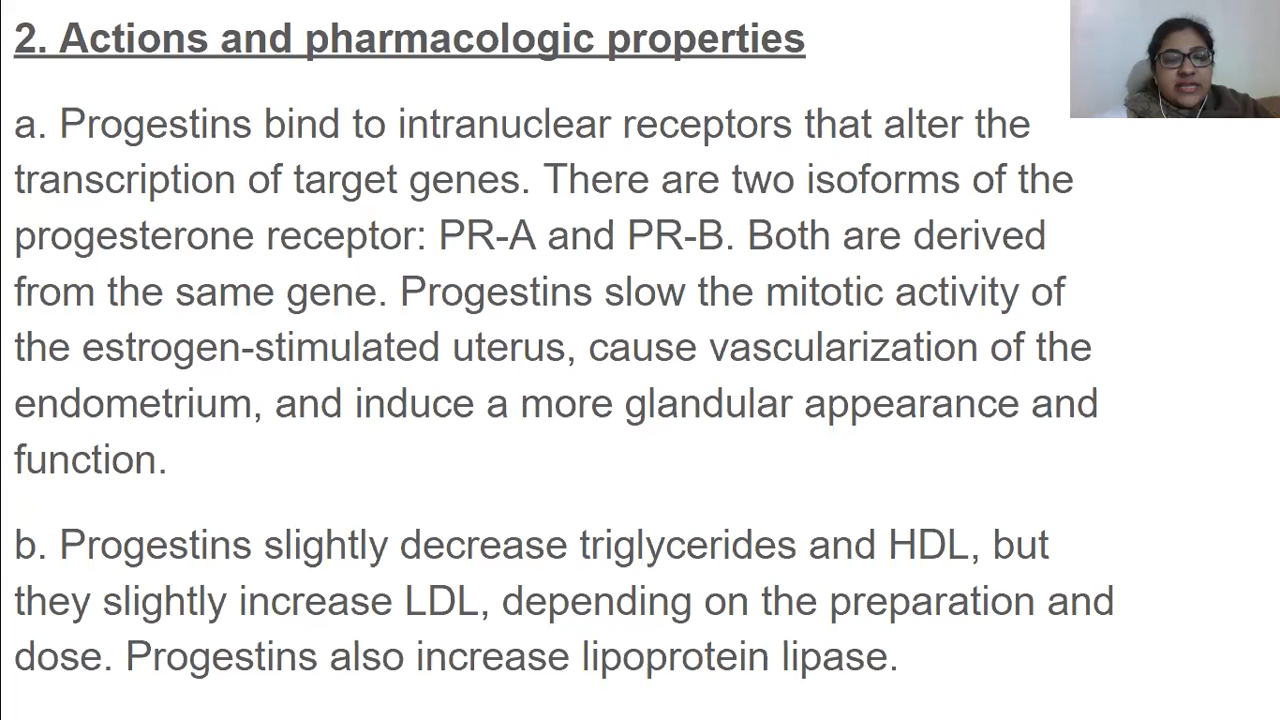 2. Actions and pharmacologic properties
a. Progestins bind to intranuclear receptors that alter the
transcription of target genes. There are two isoforms of the
progesterone receptor: PR-A and PR-B. Both are derived
from the same gene. Progestins slow the mitotic activity of
the estrogen-stimulated uterus, cause vascularization of the
endometrium, and induce a more glandular appearance and
function.
b. Progestins slightly decrease triglycerides and HDL, but
they slightly increase LDL, depending on the preparation and
dose. Progestins also increase lipoprotein lipase.